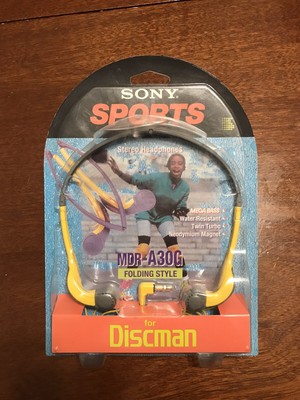 SONY
SPORTS
Stereo Headphones
MEGA BASS
Water Resistant
Twin Turbo
Neodymium Magnet
MDR-A30G
FOLDING STYLE
for
Discman